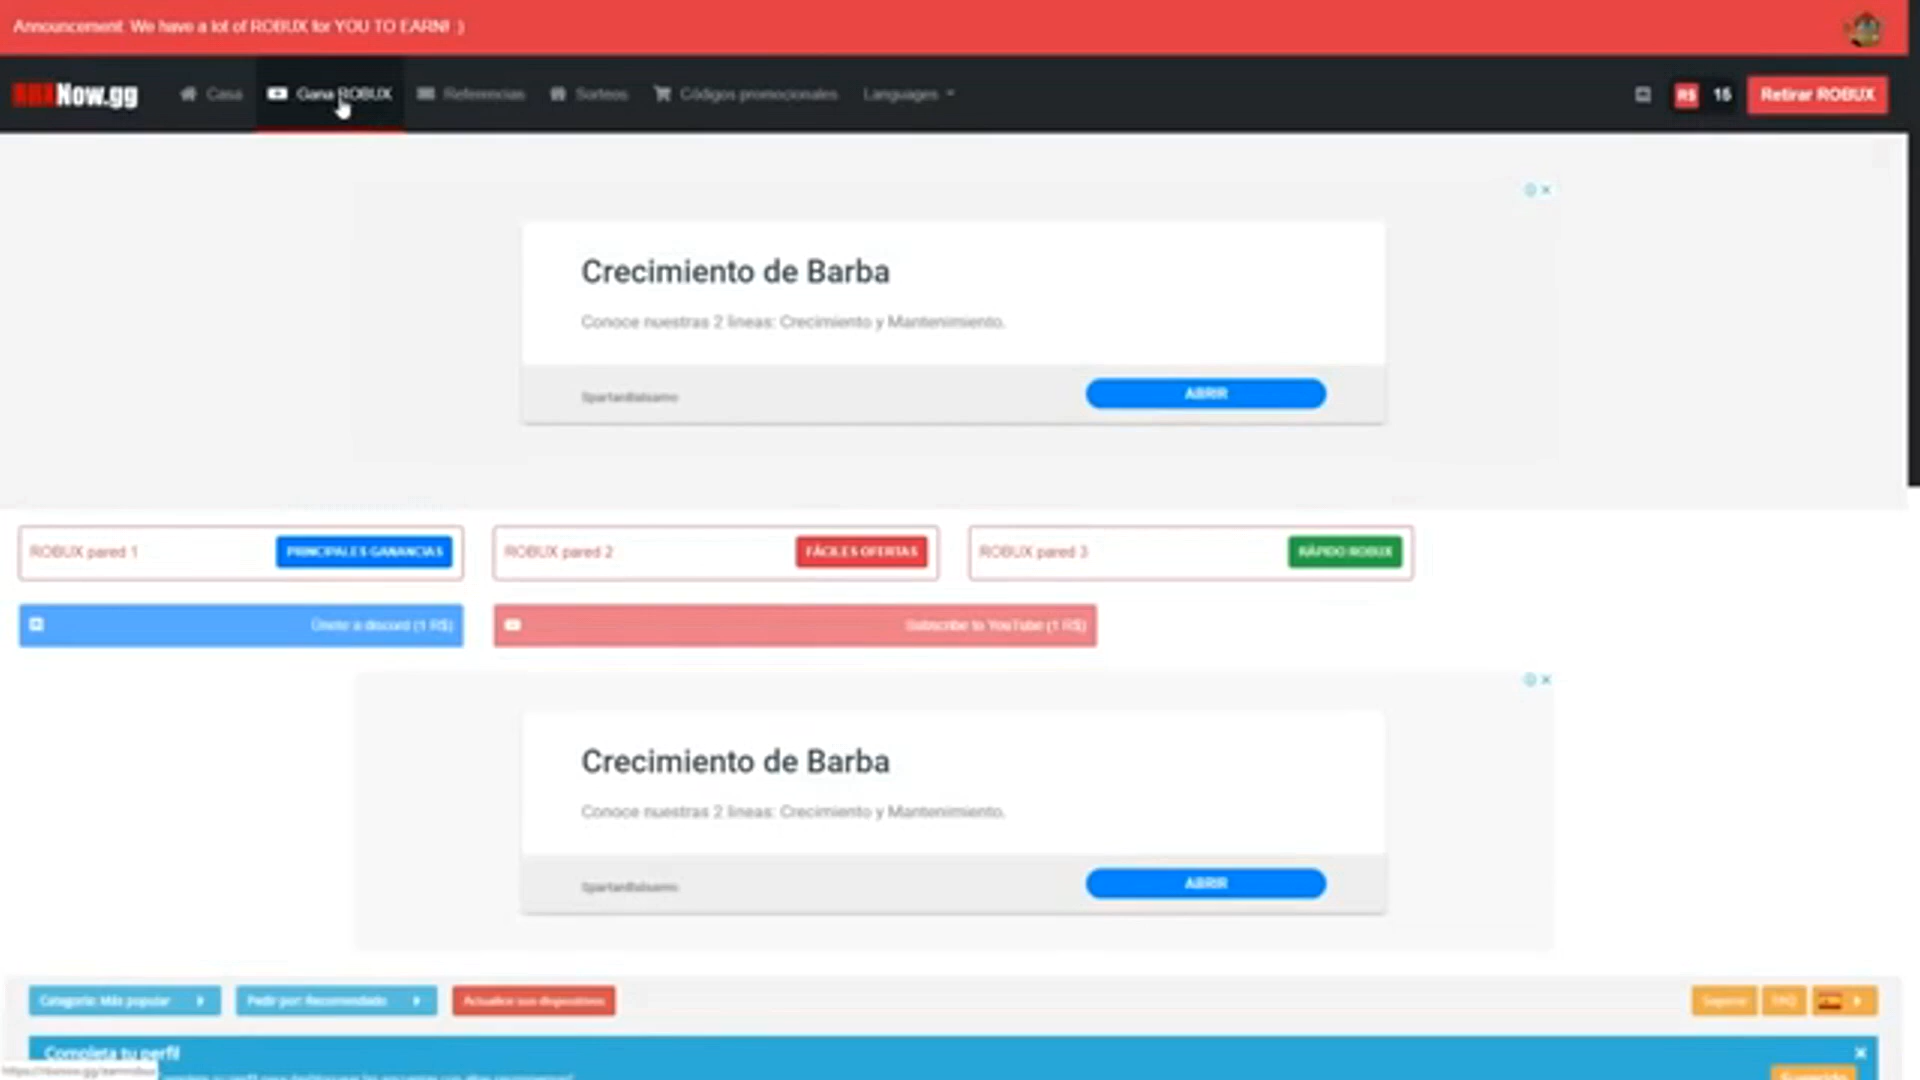 Announcement: We have a lot of ROBUX for YOU TO EARN! :)
RBXNow.gg
Casa
Gana ROBUX
Referencias
Sorteos
Códigos promocionales
Languages
R$ 15
Retirar ROBUX
Crecimiento de Barba
Conoce nuestras 2 líneas: Crecimiento y Mantenimiento.
SpartanBalsamo
ABRIR
ROBUX pared 1
PRINCIPALES GANANCIAS
ROBUX pared 2
FÁCILES OFERTAS
ROBUX pared 3
RÁPIDO ROBUX
Únete a discord (1 R$)
Subscribe to YouTube (1 R$)
Crecimiento de Barba
Conoce nuestras 2 líneas: Crecimiento y Mantenimiento.
SpartanBalsamo
ABRIR
Categoría: Más popular
Pedir por: Recomendado
Actualice sus dispositivos
Soporte
FAQ
Completa tu perfil